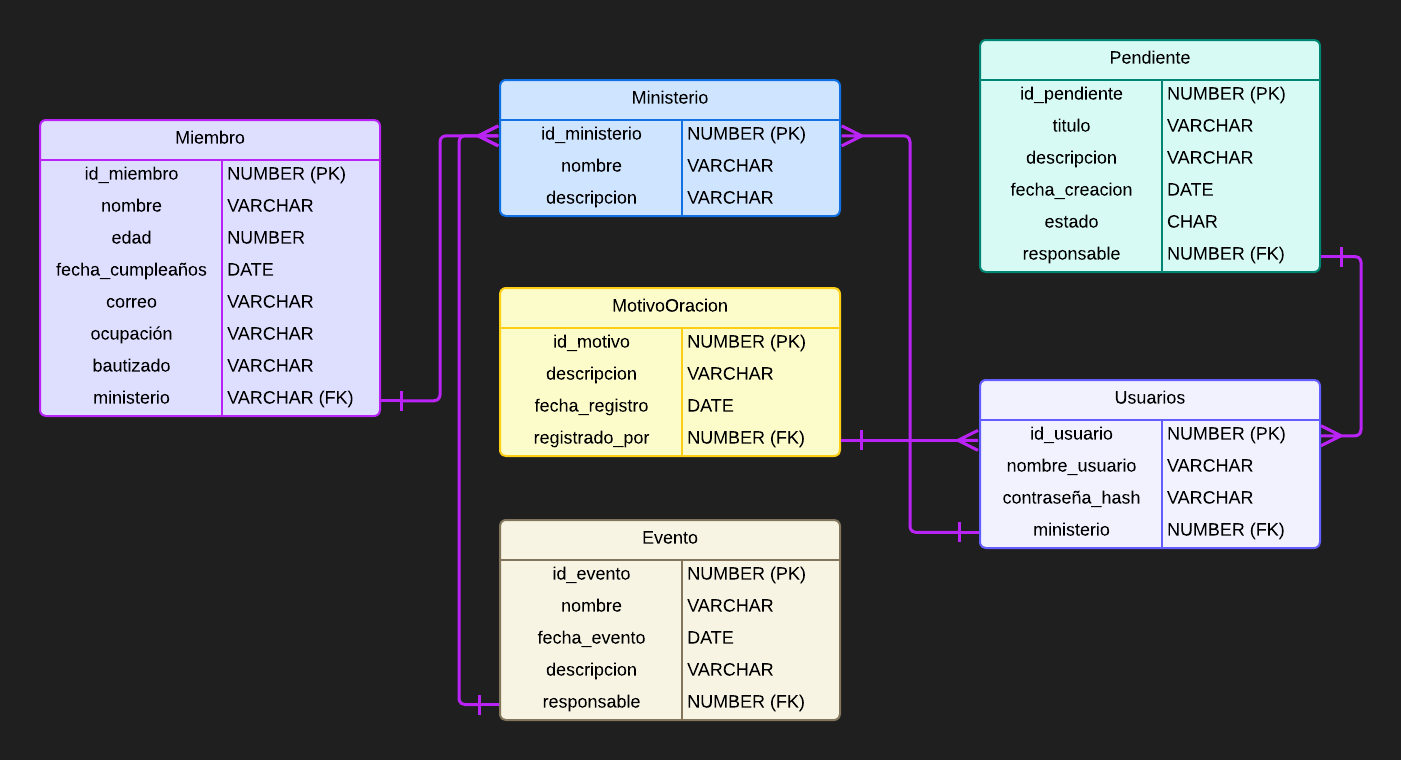 Miembro
id_miembro NUMBER (PK)
nombre VARCHAR
edad NUMBER
fecha_cumpleaños DATE
correo VARCHAR
ocupación VARCHAR
bautizado VARCHAR
ministerio VARCHAR (FK)
Ministerio
id_ministerio NUMBER (PK)
nombre VARCHAR
descripcion VARCHAR
MotivoOracion
id_motivo NUMBER (PK)
descripcion VARCHAR
fecha_registro DATE
registrado_por NUMBER (FK)
Evento
id_evento NUMBER (PK)
nombre VARCHAR
fecha_evento DATE
descripcion VARCHAR
responsable NUMBER (FK)
Pendiente
id_pendiente NUMBER (PK)
titulo VARCHAR
descripcion VARCHAR
fecha_creacion DATE
estado CHAR
responsable NUMBER (FK)
Usuarios
id_usuario NUMBER (PK)
nombre_usuario VARCHAR
contraseña_hash VARCHAR
ministerio NUMBER (FK)